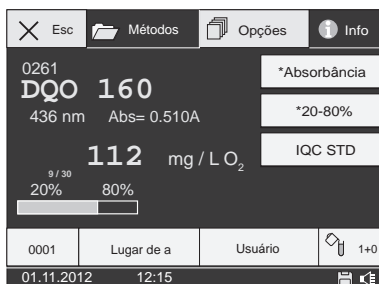 Esc Métodos Opções Info
0261
DQO 160
*Absorbância
436 nm Abs= 0.510A
*20-80%
112 mg / L O2
IQC STD
9 / 30
20% 80%
0001 Lugar de a Usuário 1+0
01.11.2012 12:15